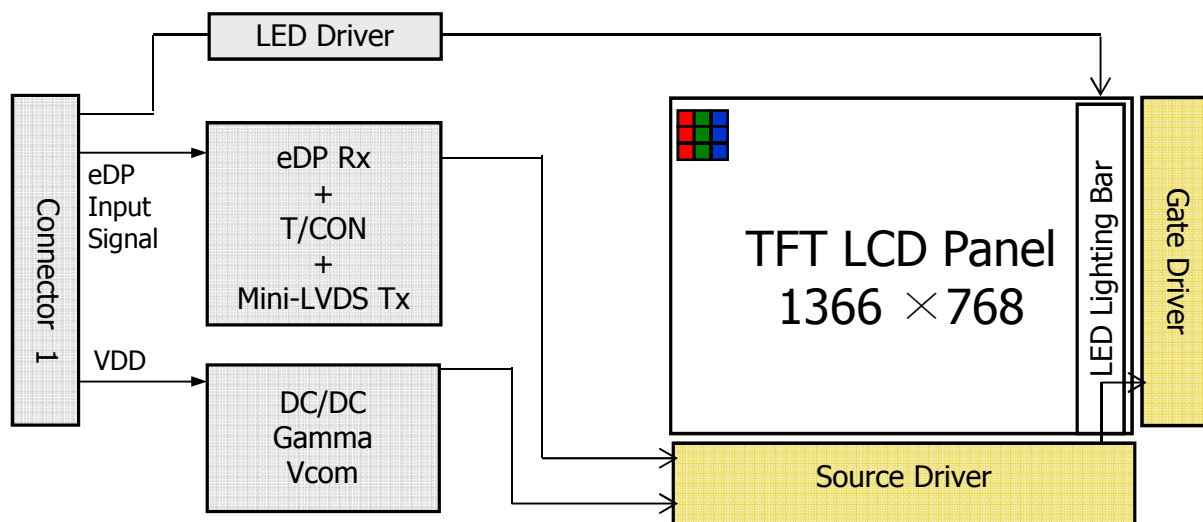 LED Driver
Connector 1
eDP
Input
Signal
eDP Rx
+
T/CON
+
Mini-LVDS Tx
VDD
DC/DC
Gamma
Vcom
TFT LCD Panel
1366 ×768
LED Lighting Bar
Gate Driver
Source Driver